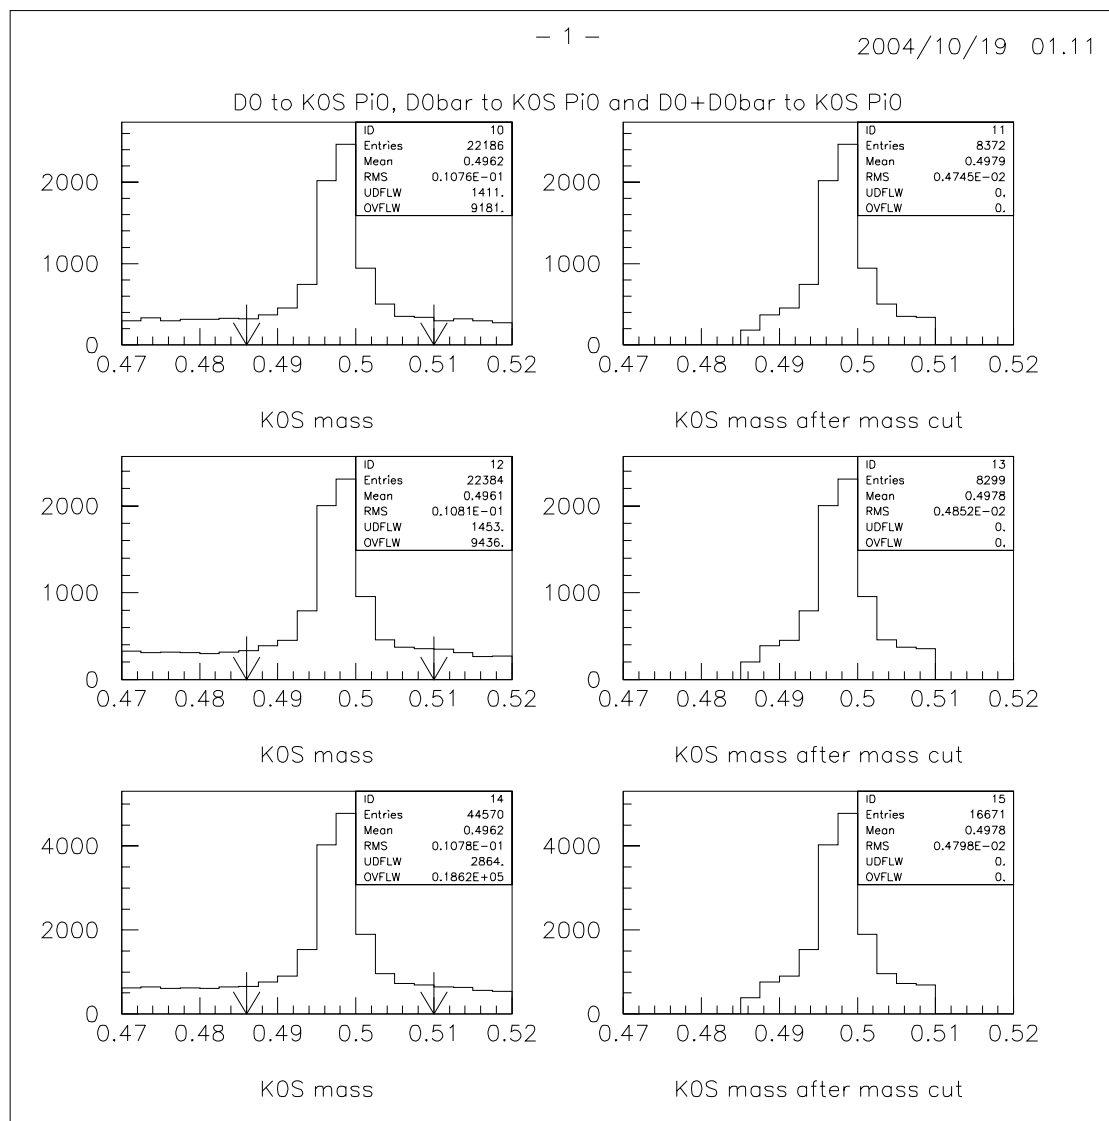 - 1 -
2004/10/19 01.11
D0 to K0S Pi0, D0bar to K0S Pi0 and D0+D0bar to K0S Pi0
ID 10
Entries 22186
Mean 0.4962
RMS 0.1076E-01
UDFLW 1411.
OVFLW 9181.
2000
1000
0
0.47 0.48 0.49 0.5 0.51 0.52
K0S mass
ID 11
Entries 8372
Mean 0.4979
RMS 0.4745E-02
UDFLW 0.
OVFLW 0.
2000
1000
0
0.47 0.48 0.49 0.5 0.51 0.52
K0S mass after mass cut
ID 12
Entries 22384
Mean 0.4961
RMS 0.1081E-01
UDFLW 1453.
OVFLW 9436.
2000
1000
0
0.47 0.48 0.49 0.5 0.51 0.52
K0S mass
ID 13
Entries 8299
Mean 0.4978
RMS 0.4852E-02
UDFLW 0.
OVFLW 0.
2000
1000
0
0.47 0.48 0.49 0.5 0.51 0.52
K0S mass after mass cut
ID 14
Entries 44570
Mean 0.4962
RMS 0.1078E-01
UDFLW 2864.
OVFLW 0.1862E+05
4000
2000
0
0.47 0.48 0.49 0.5 0.51 0.52
K0S mass
ID 15
Entries 16671
Mean 0.4978
RMS 0.4798E-02
UDFLW 0.
OVFLW 0.
4000
2000
0
0.47 0.48 0.49 0.5 0.51 0.52
K0S mass after mass cut